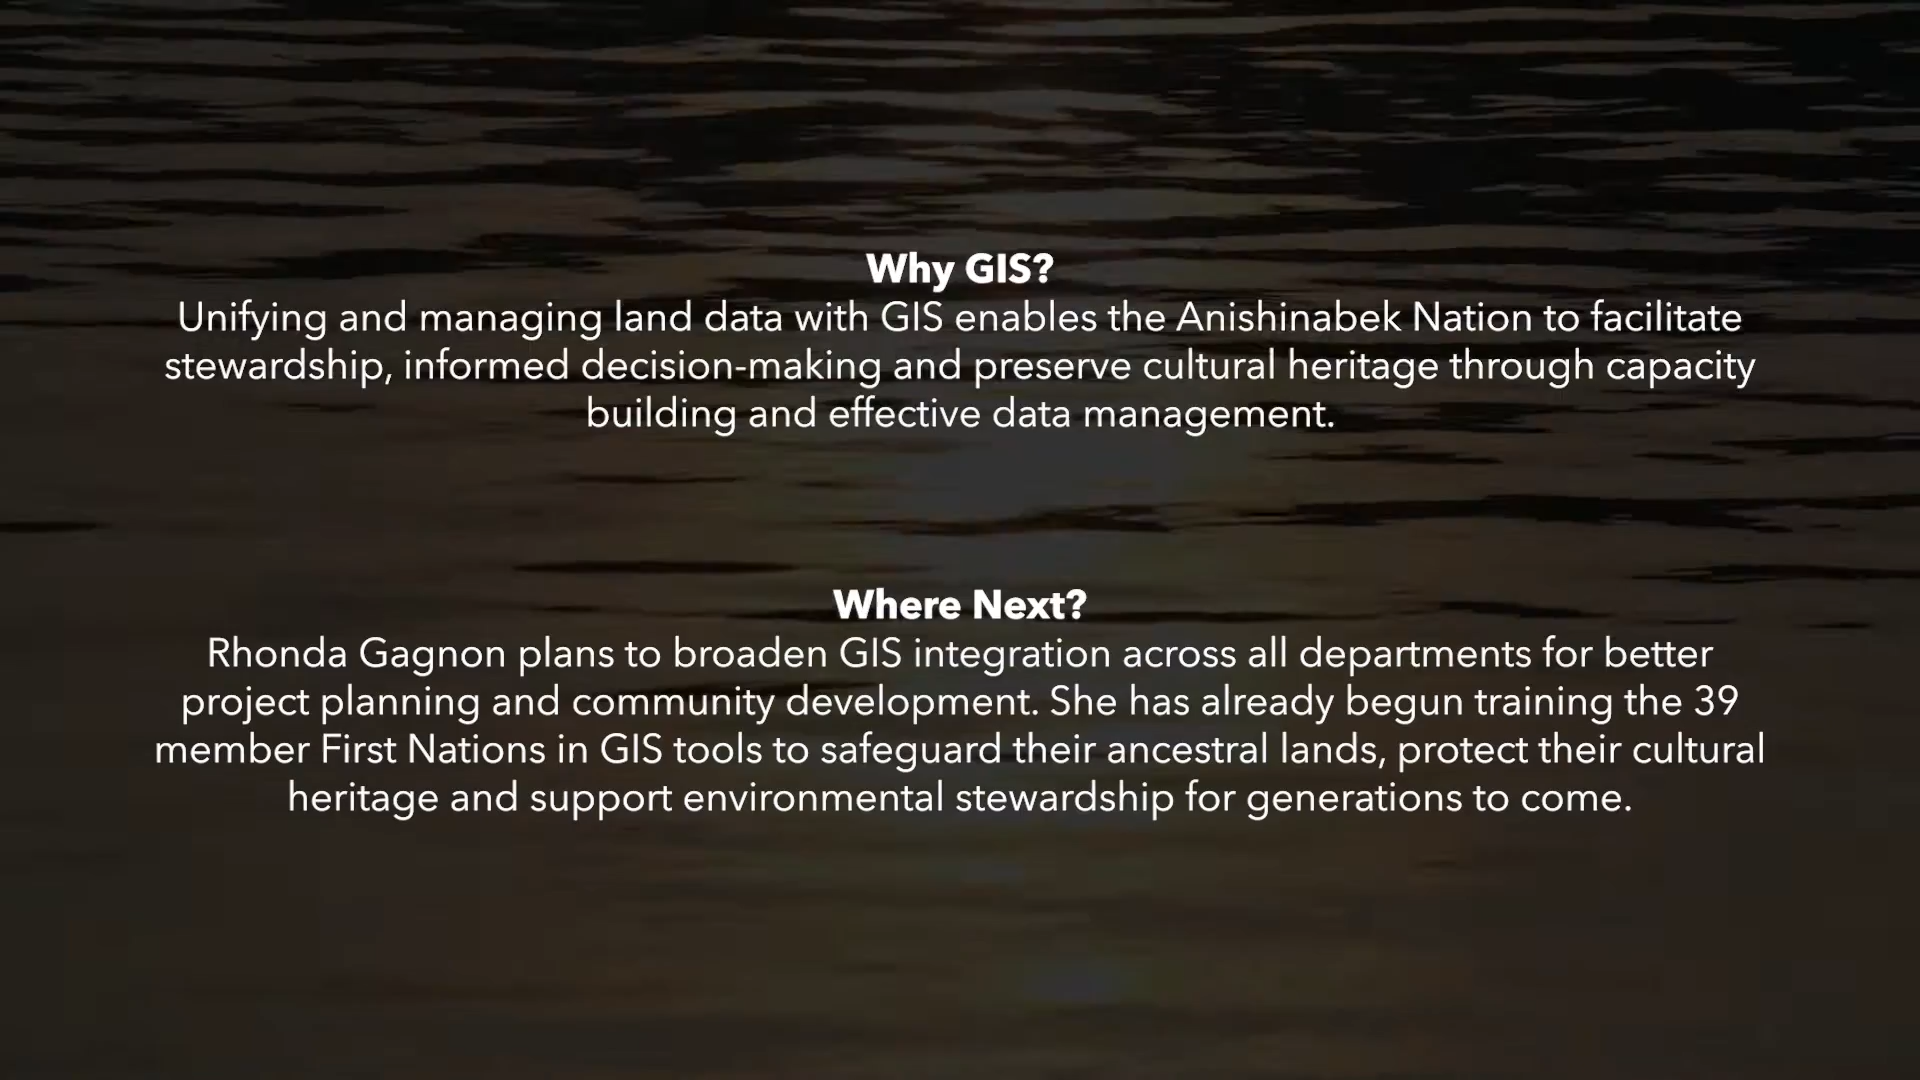 Why GIS?
Unifying and managing land data with GIS enables the Anishinabek Nation to facilitate
stewardship, informed decision-making and preserve cultural heritage through capacity
building and effective data management.
Where Next?
Rhonda Gagnon plans to broaden GIS integration across all departments for better
project planning and community development. She has already begun training the 39
member First Nations in GIS tools to safeguard their ancestral lands, protect their cultural
heritage and support environmental stewardship for generations to come.